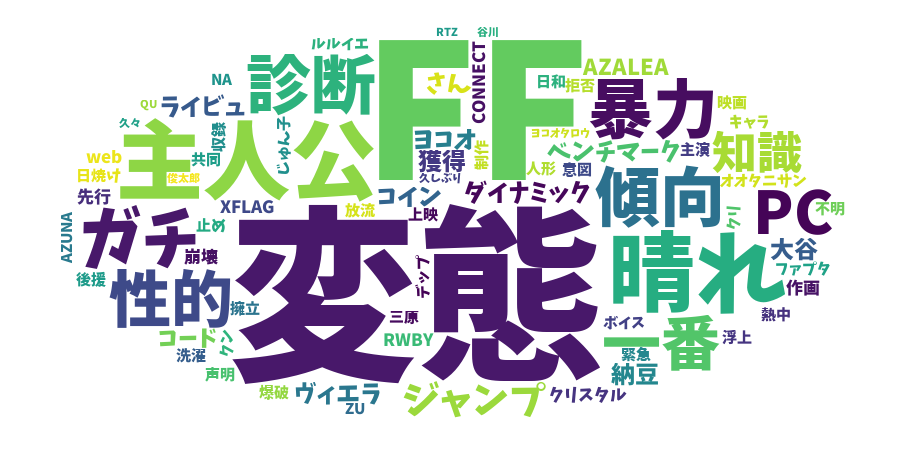 RTZ
谷川
ルルイエ
FF
CONNECT
診断
さん
日和
拒否
AZALEA
NA
ライビュ
QU
久々
収録
じゅん子
ヨコオ
ヨコオタロウ
暴力
映画
キャラ
主人公
web
共同
獲得
久しぶり
制作
ベンチマーク
主演
知識
日焼け
人形
意図
オオタニサン
先行
XFLAG
コイン
ダイナミック
傾向
PC
不明
放流
上映
クリ
AZUNA
ガチ
止め
変態
晴れ
大谷
崩壊
デップ
ファブタ
後援
性的
擁立
作画
三原
ボイス
熱中
コード
クン
RWBY
一番
浮上
洗濯
緊急
声明
納豆
爆破
ヴィエラ
ZU
ジャンプ
クリスタル